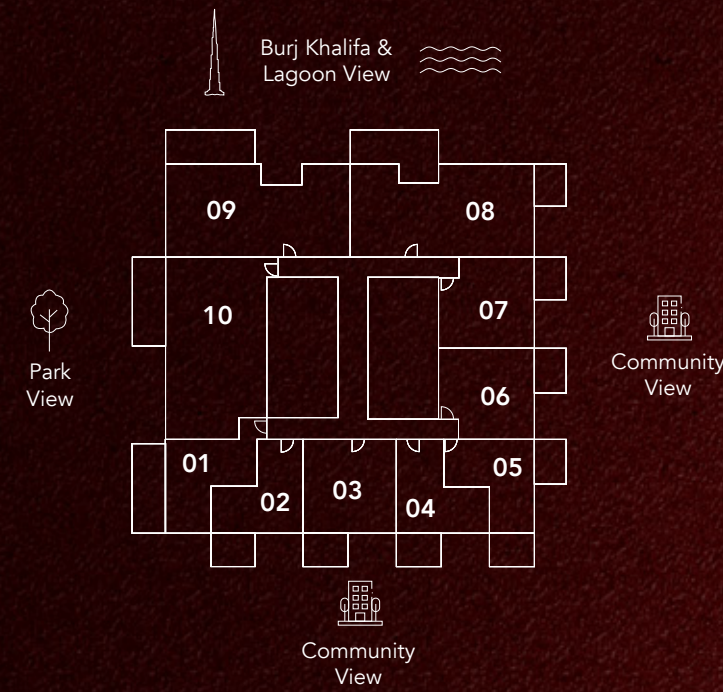 Burj Khalifa &
Lagoon View
09
08
10
07
Park
View
Community
View
06
01
05
02
03
04
Community
View